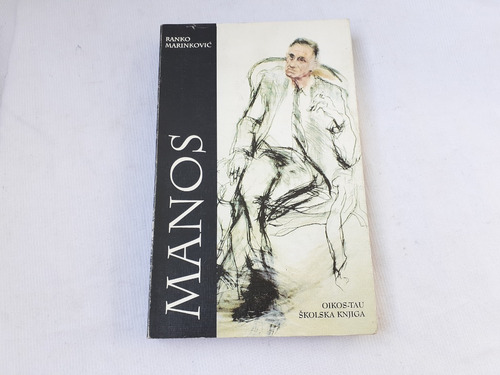 RANKO
MARINKOVIĆ
MANOS
OIKOS-TAU
ŠKOLSKA KNJIGA